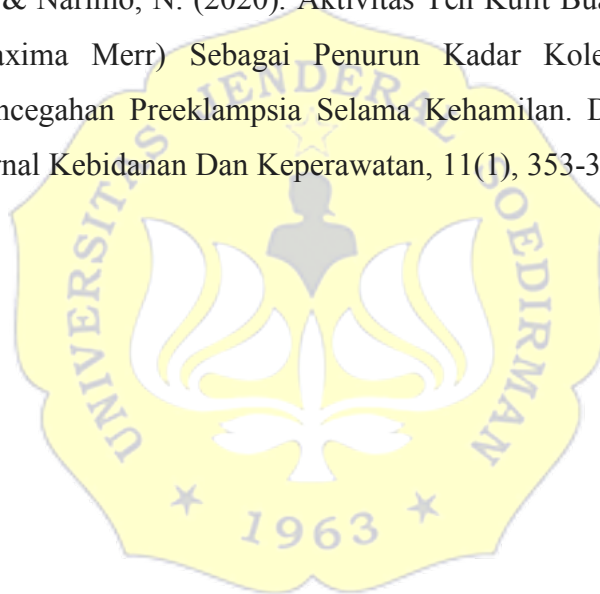 & Narimo, N. (2020). Aktivitas Teh Kulit Bua
axima Merr) Sebagai Penurun Kadar Kole
ncegahan Preeklampsia Selama Kehamilan. D
rnal Kebidanan Dan Keperawatan, 11(1), 353-3
UNIVERSITAS JENDERAL SOEDIRMAN
1963